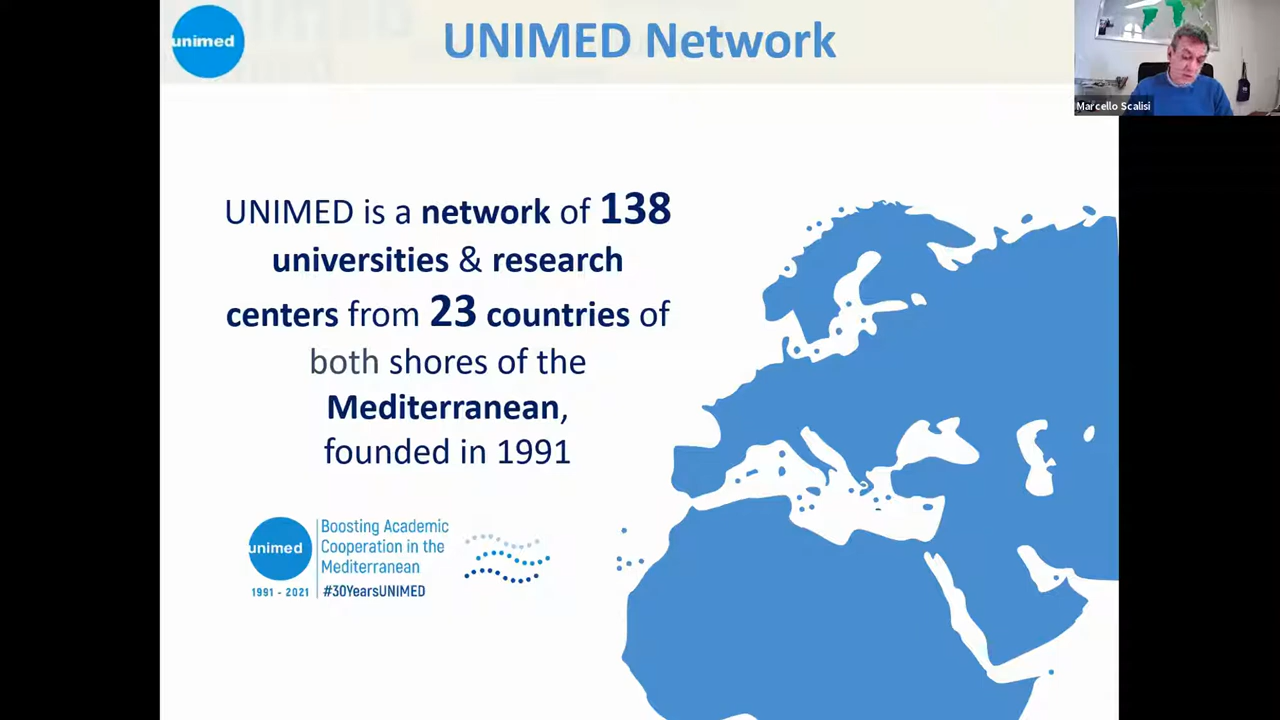 unimed
UNIMED Network
Marcello Scalisi
UNIMED is a network of 138
universities & research
centers from 23 countries of
both shores of the
Mediterranean,
founded in 1991
unimed
Boosting Academic
Cooperation in the
Mediterranean
1991 - 2021
#30YearsUNIMED